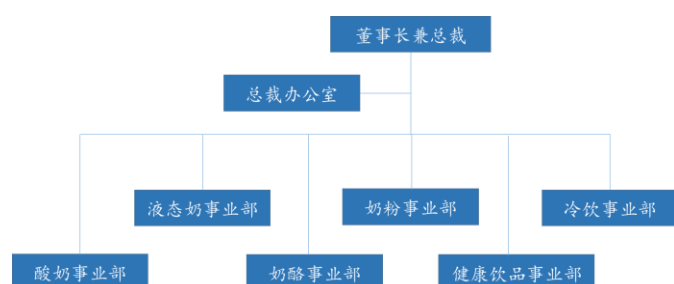 董事长兼总裁
总裁办公室
液态奶事业部
奶粉事业部
冷饮事业部
酸奶事业部
奶酪事业部
健康饮品事业部